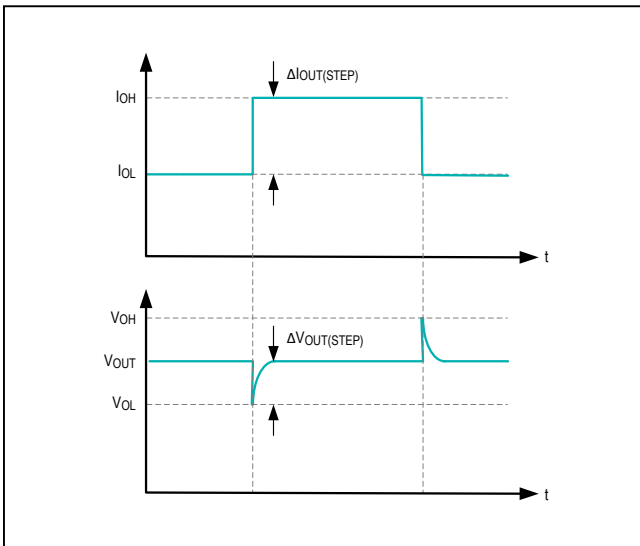 ΔIOUT(STEP)
IOH
IOL
t
VOH
ΔVOUT(STEP)
VOUT
VOL
t